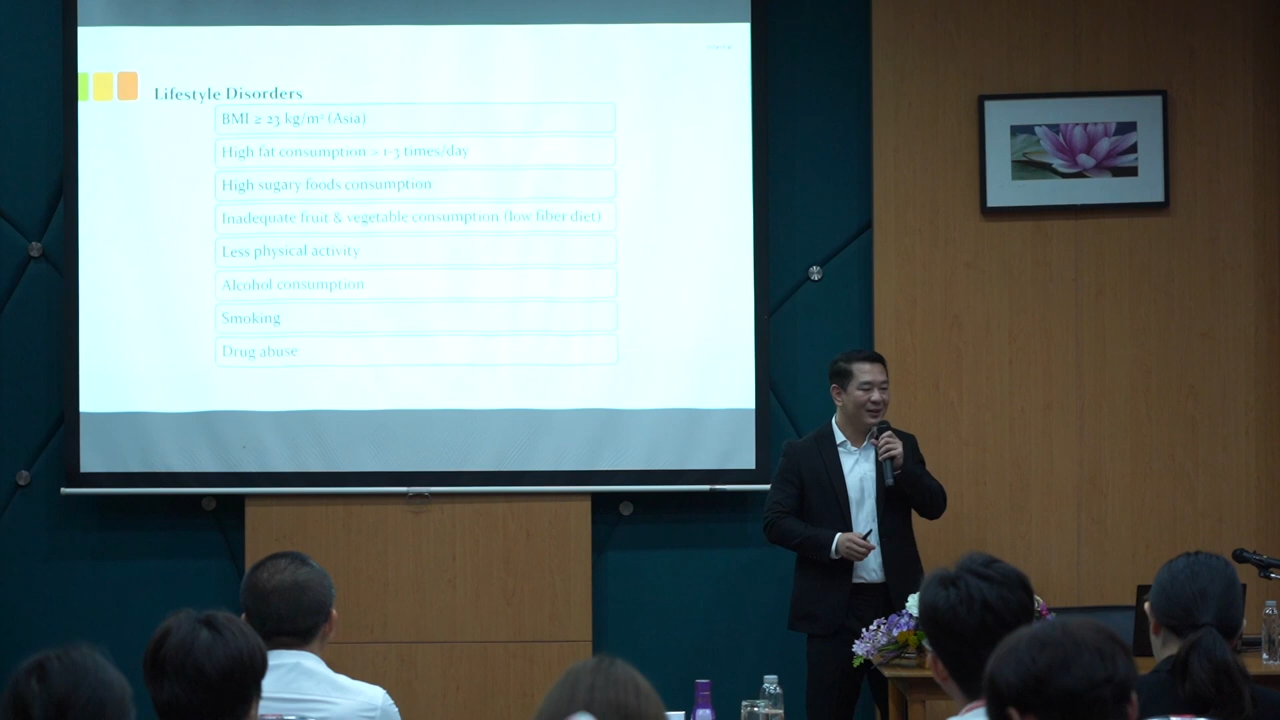 Lifestyle Disorders
BMI ≥ 23 kg/m² (Asia)
High fat consumption > 1-3 times/day
High sugary foods consumption
Inadequate fruit & vegetable consumption (low fiber diet)
Less physical activity
Alcohol consumption
Smoking
Drug abuse